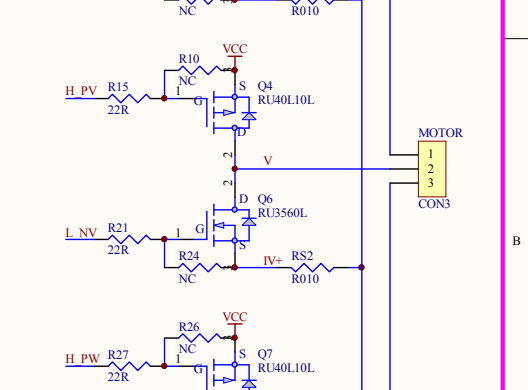 NC
R010
VCC
R10
NC
H_PV
R15
22R
1
G
S
D
Q4
RU40L10L
2
V
MOTOR
1
2
3
CON3
2
D
Q6
RU3560L
L_NV
R21
22R
1
G
S
R24
NC
IV+
RS2
R010
B
VCC
R26
NC
H_PW
R27
22R
1
G
S
Q7
RU40L10L